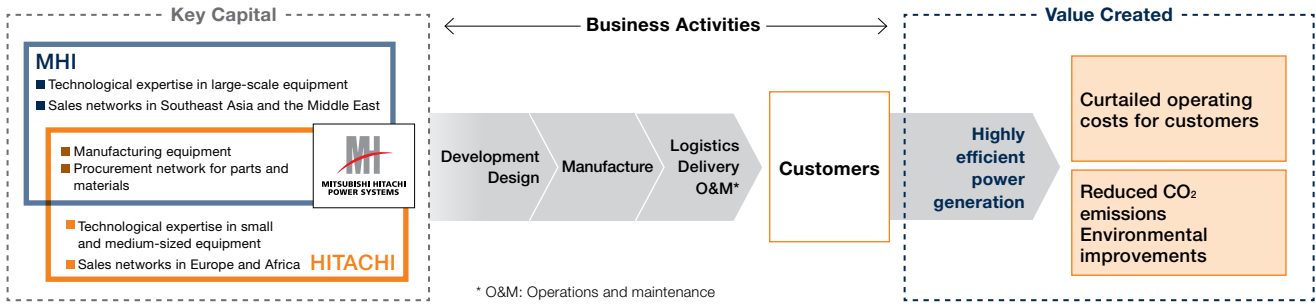 Key Capital
MHI
■ Technological expertise in large-scale equipment
■ Sales networks in Southeast Asia and the Middle East
■ Manufacturing equipment
■ Procurement network for parts and
materials
MH
MITSUBISHI HITACHI
POWER SYSTEMS
■ Technological expertise in small
and medium-sized equipment
■ Sales networks in Europe and Africa
HITACHI
Business Activities
Development
Design
Manufacture
Logistics
Delivery
O&M*
Customers
* O&M: Operations and maintenance
Value Created
Highly
efficient
power
generation
Curtailed operating
costs for customers
Reduced CO₂
emissions
Environmental
improvements